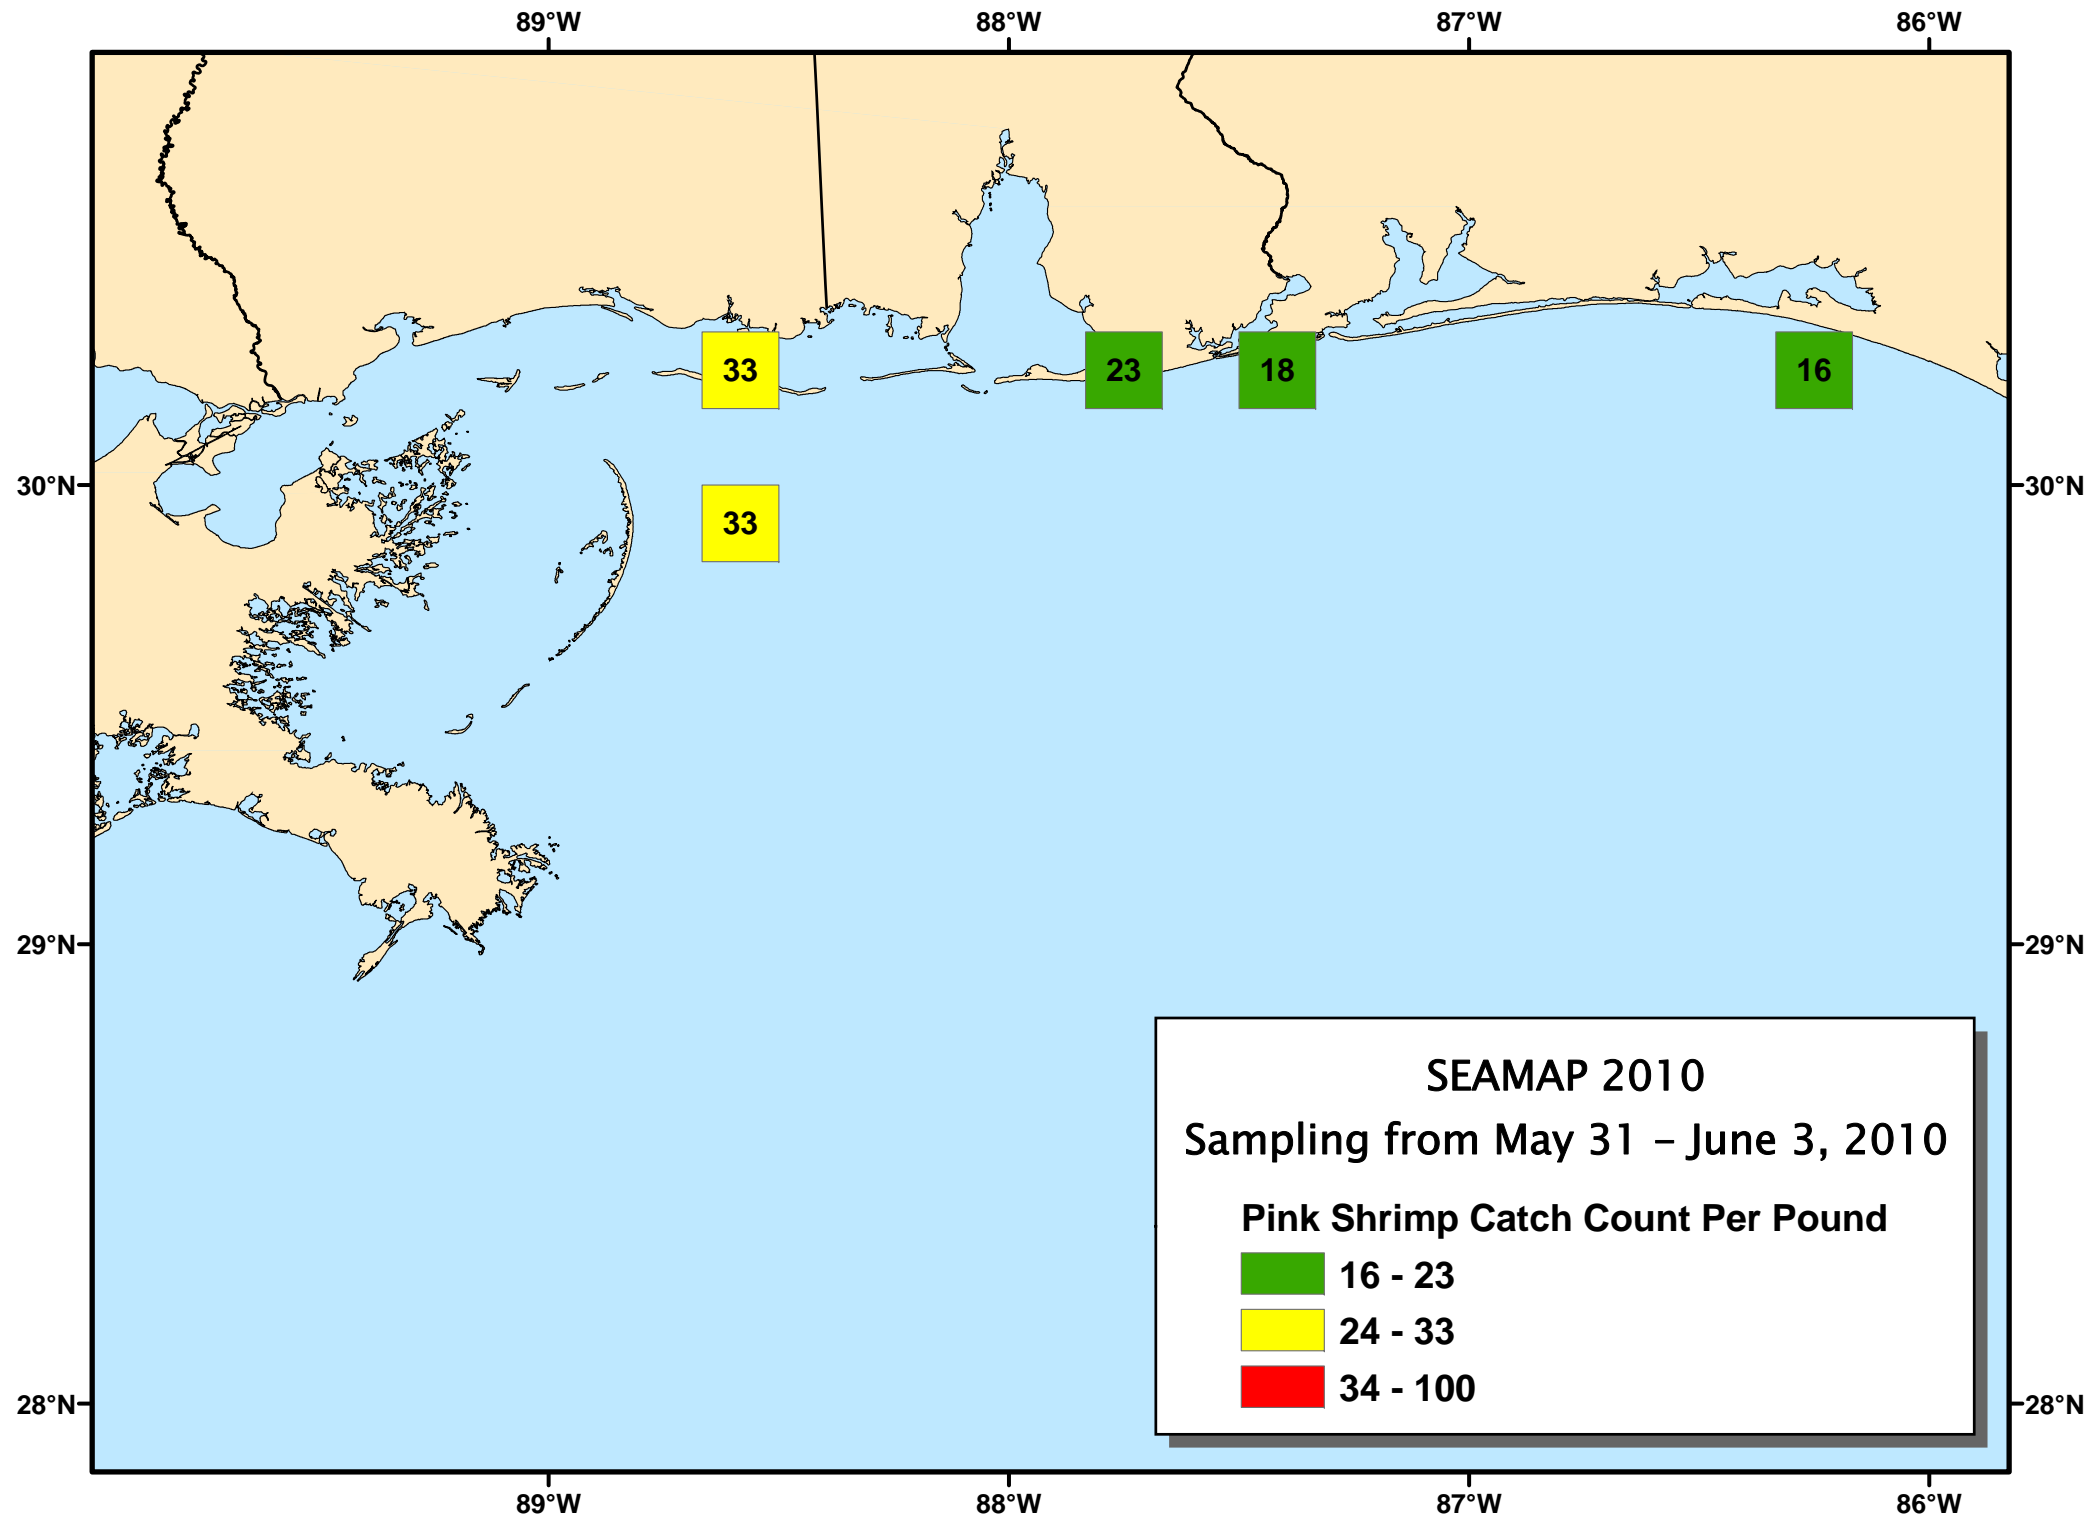 89°W 88°W 87°W 86°W
33 23 18 16
30°N 30°N
33
29°N 29°N
SEAMAP 2010
Sampling from May 31 – June 3, 2010
Pink Shrimp Catch Count Per Pound
16 - 23
24 - 33
34 - 100
28°N 28°N
89°W 88°W 87°W 86°W